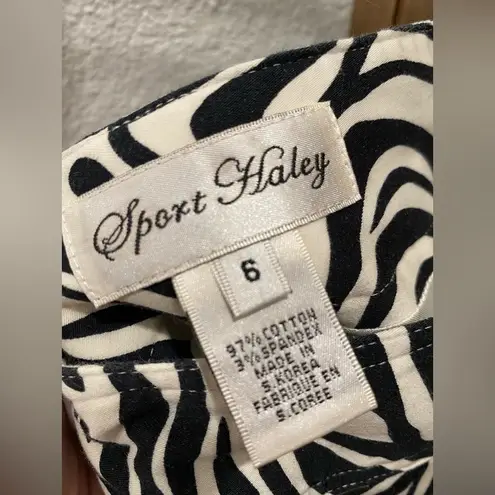 Sport Haley
6
97% COTTON
3% SPANDEX
MADE IN
S. KOREA
FABRIQUE EN
S. COREE